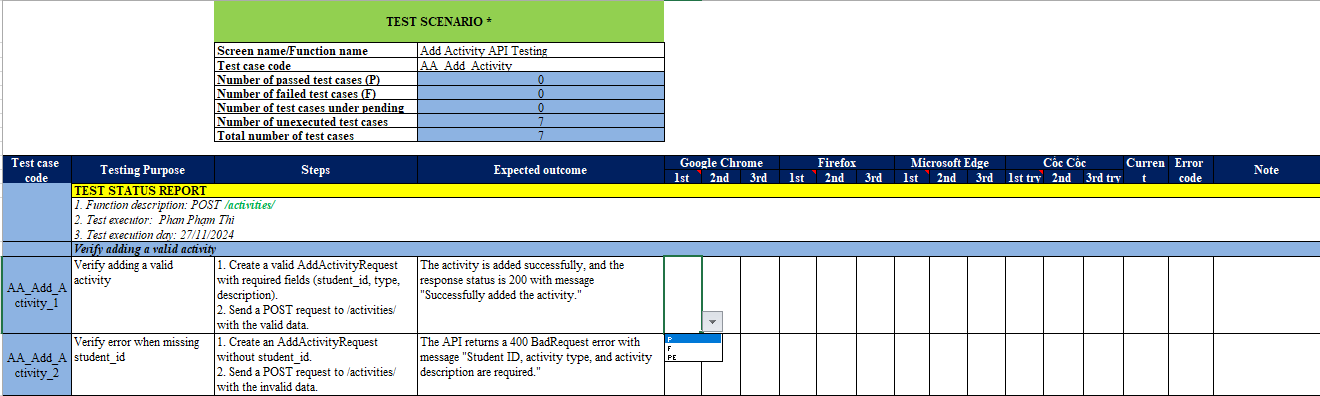 TEST SCENARIO *
Screen name/Function name Add Activity API Testing
Test case code AA_Add_Activity
Number of passed test cases (P) 0
Number of failed test cases (F) 0
Number of test cases under pending 0
Number of unexecuted test cases 7
Total number of test cases 7
Test case code Testing Purpose Steps Expected outcome Google Chrome Firefox Microsoft Edge Cốc Cốc Current Error code Note
1st 2nd 3rd 1st 2nd 3rd 1st 2nd 3rd 1st try 2nd 3rd try
TEST STATUS REPORT
1. Function description: POST /activities/
2. Test executor: Phan Phạm Thi
3. Test execution day: 27/11/2024
Verify adding a valid activity
AA_Add_A
ctivity_1
Verify adding a valid
activity
1. Create a valid AddActivityRequest
with required fields (student_id, type,
description).
2. Send a POST request to /activities/
with the valid data.
The activity is added successfully, and the
response status is 200 with message
"Successfully added the activity."
P
F
PE
AA_Add_A
ctivity_2
Verify error when missing
student_id
1. Create an AddActivityRequest
without student_id.
2. Send a POST request to /activities/
with the invalid data.
The API returns a 400 BadRequest error with
message "Student ID, activity type, and activity
description are required."